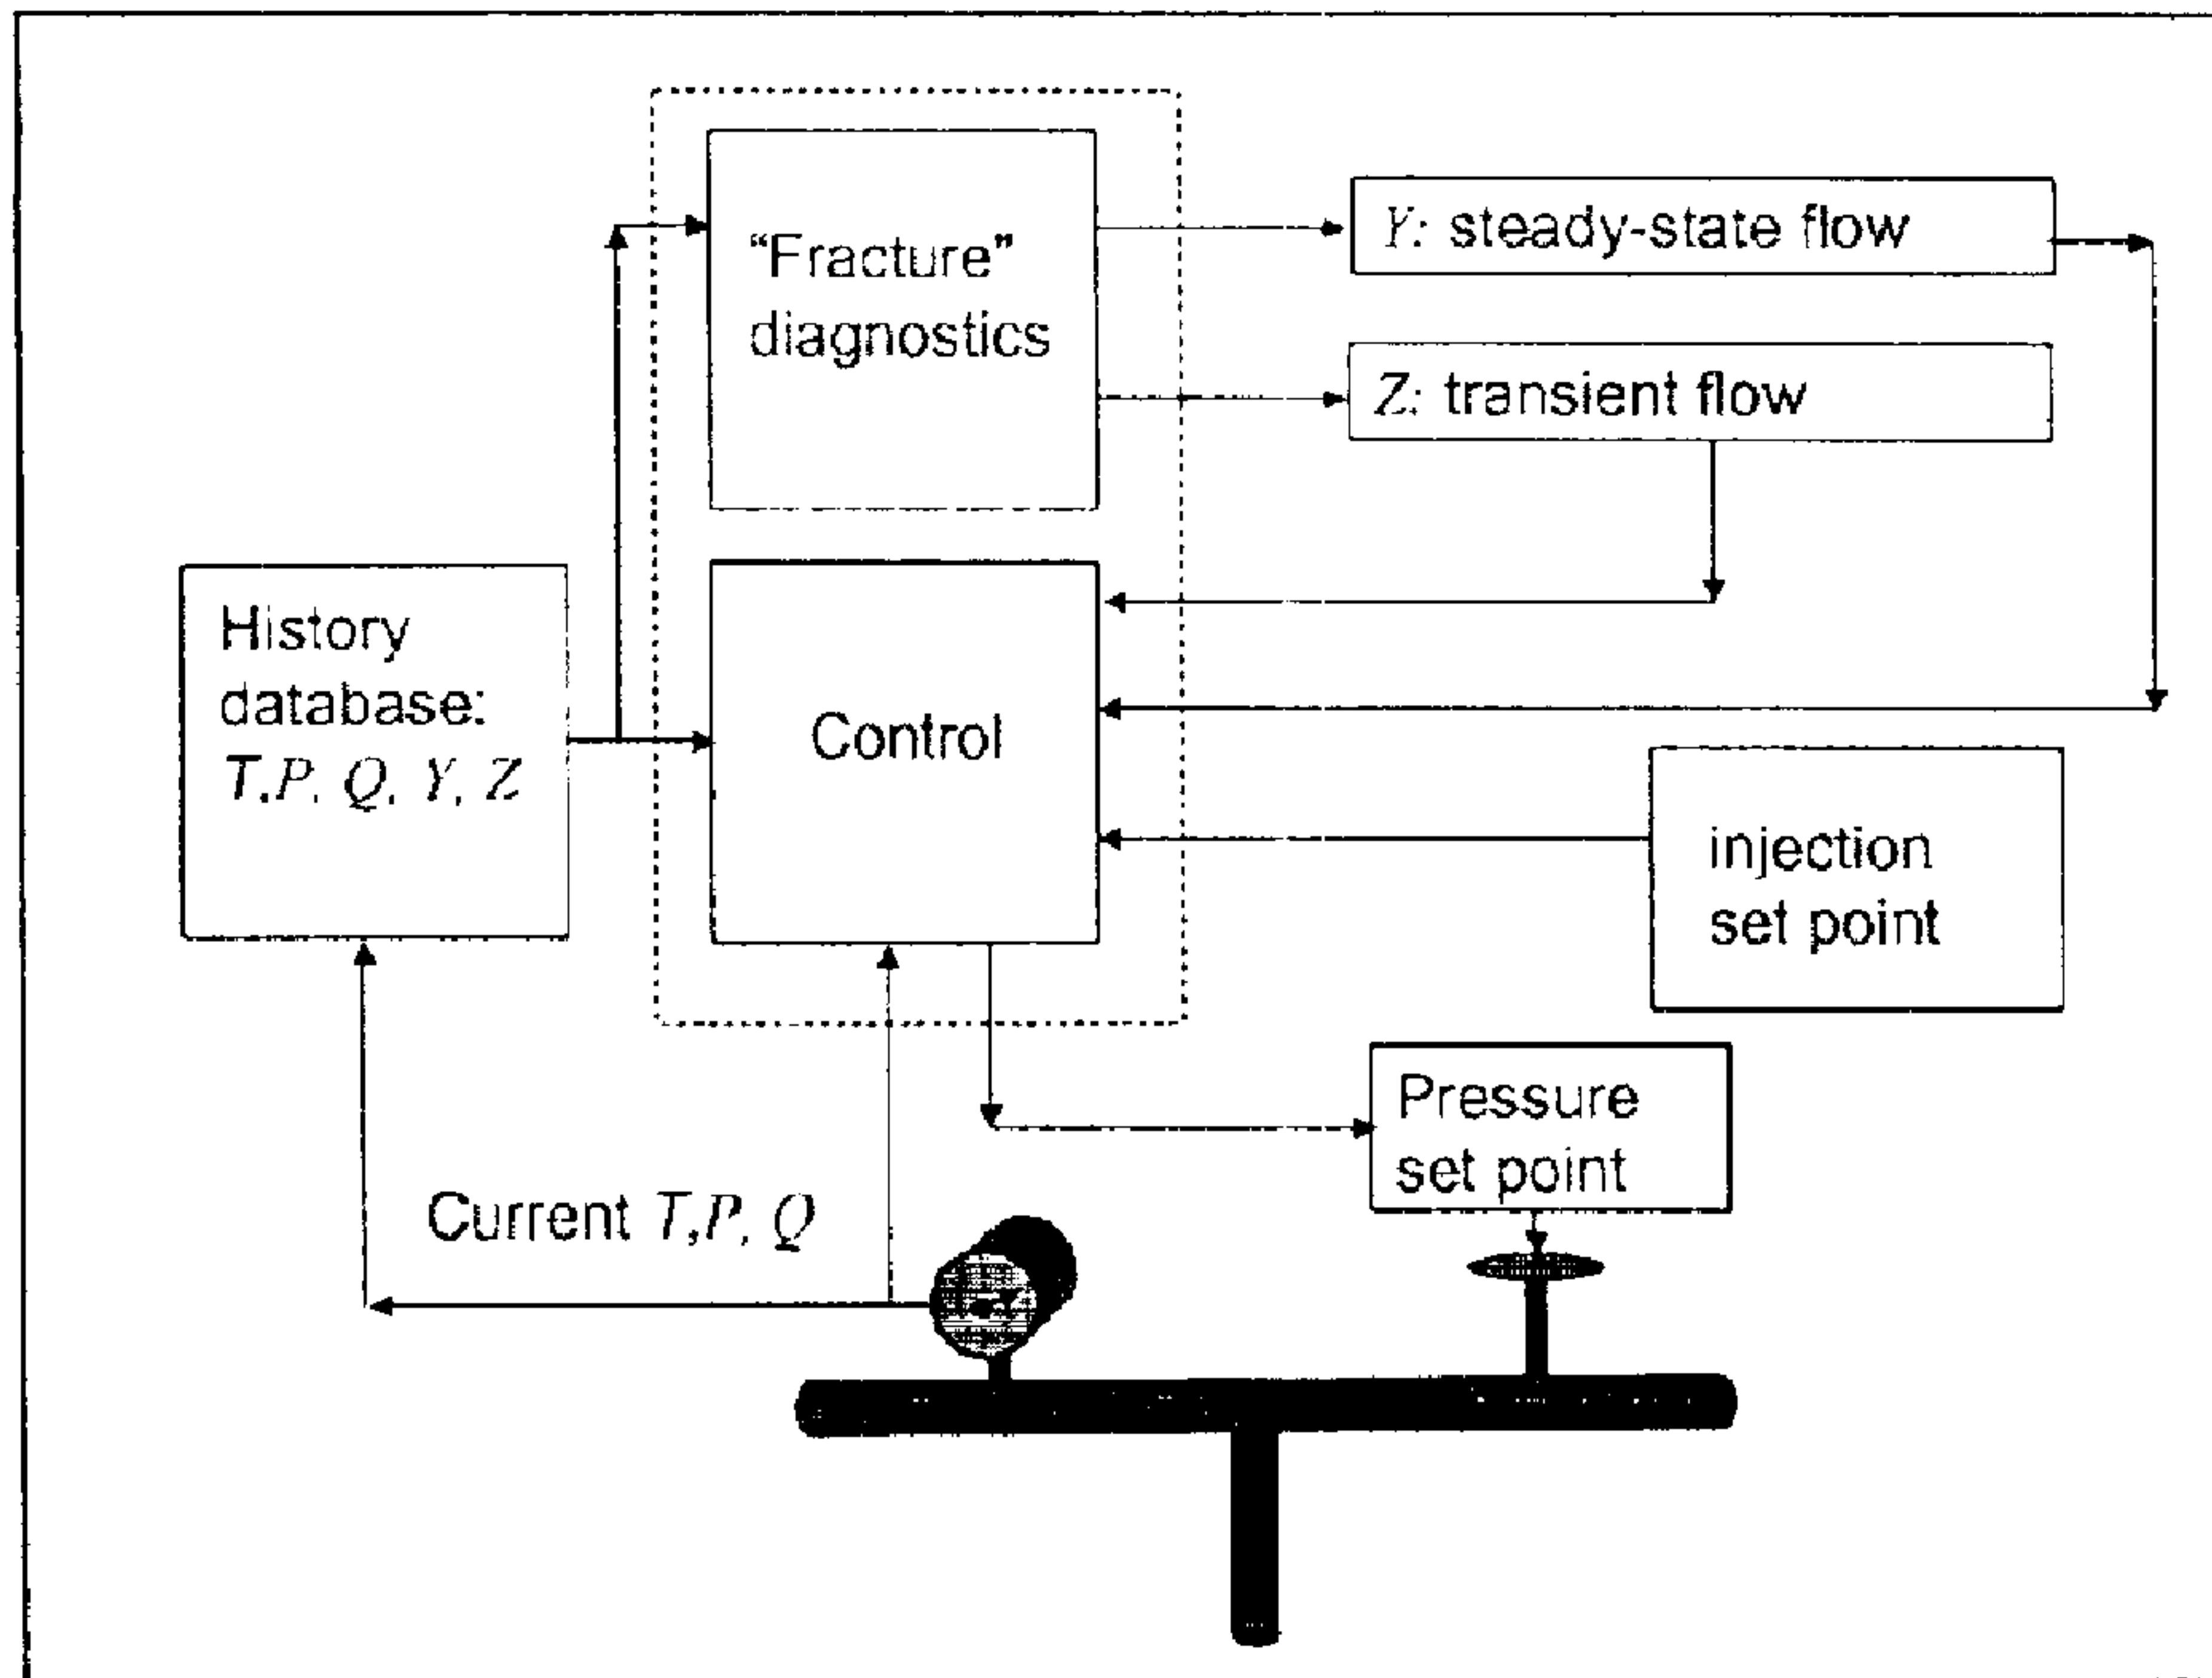 “Fracture”
diagnostics
Y: steady-state flow
Z: transient flow
History
database:
T,P, Q, Y, Z
Control
injection
set point
Pressure
set point
Current T,P, Q